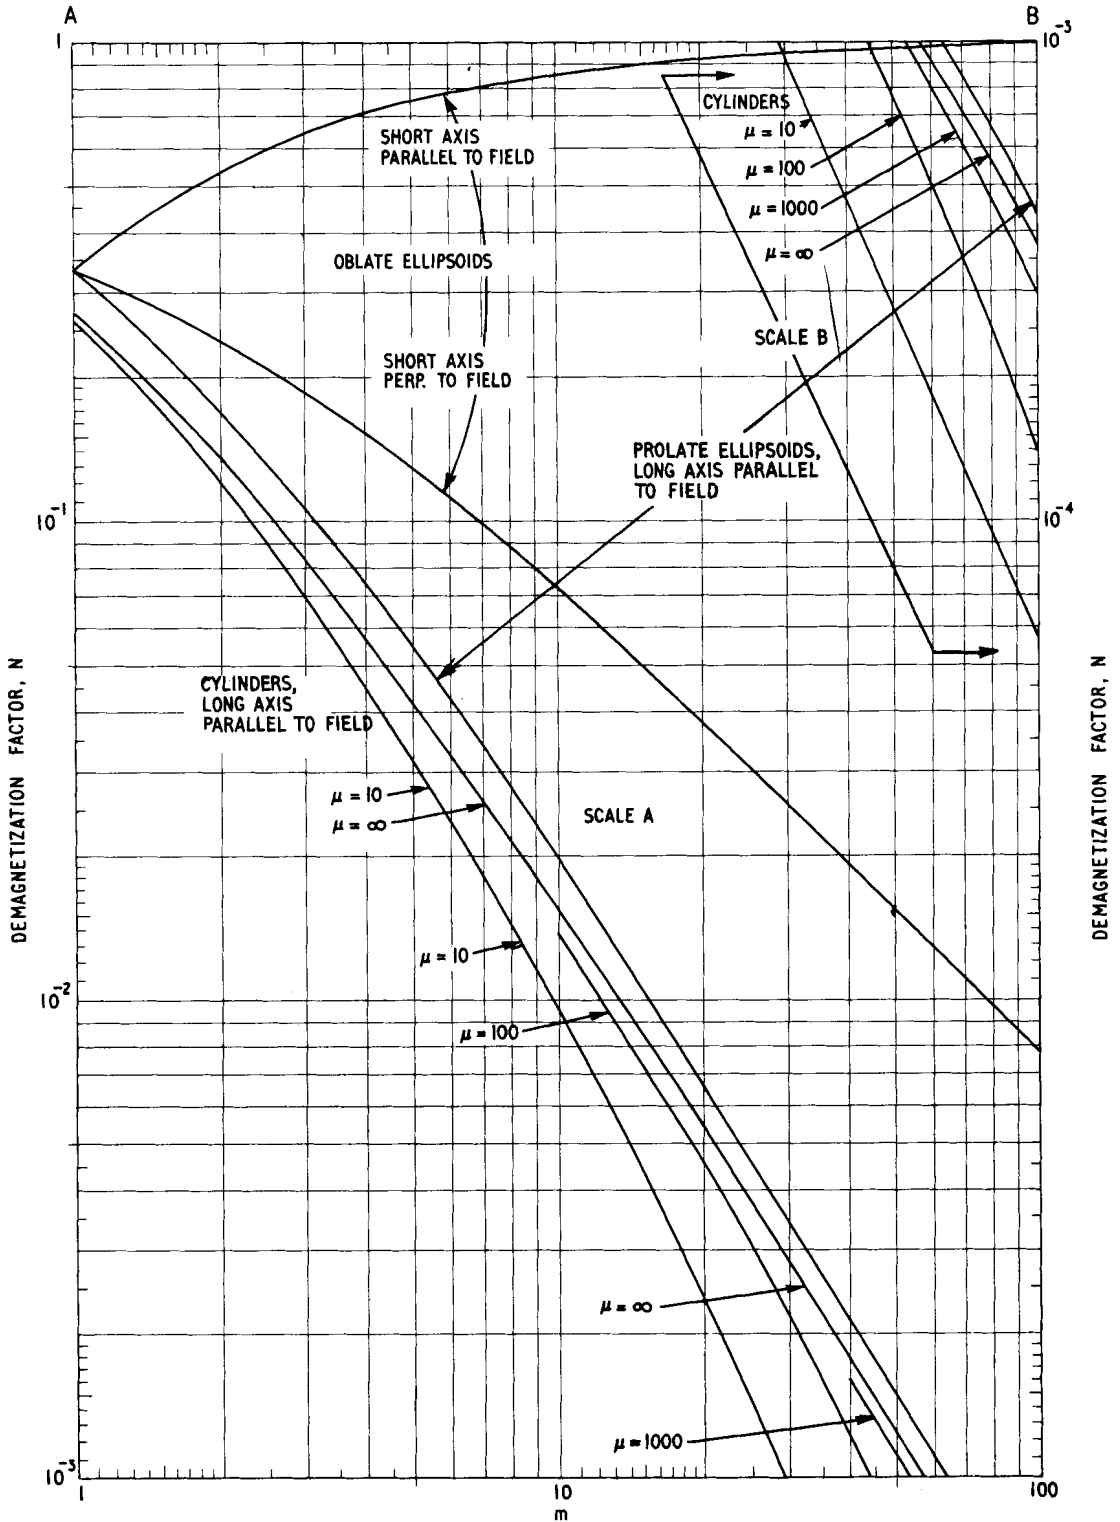 A
B
1
10-3
CYLINDERS
μ = 10
μ = 100
μ = 1000
μ = ∞
SHORT AXIS
PARALLEL TO FIELD
OBLATE ELLIPSOIDS
SCALE B
SHORT AXIS
PERP. TO FIELD
PROLATE ELLIPSOIDS,
LONG AXIS PARALLEL
TO FIELD
10-1
10-4
CYLINDERS,
LONG AXIS
PARALLEL TO FIELD
DEMAGNETIZATION FACTOR, N
DEMAGNETIZATION FACTOR, N
μ = 10
μ = ∞
SCALE A
μ = 10
10-2
μ = 100
μ = ∞
μ = 1000
10-3
1
10
100
m